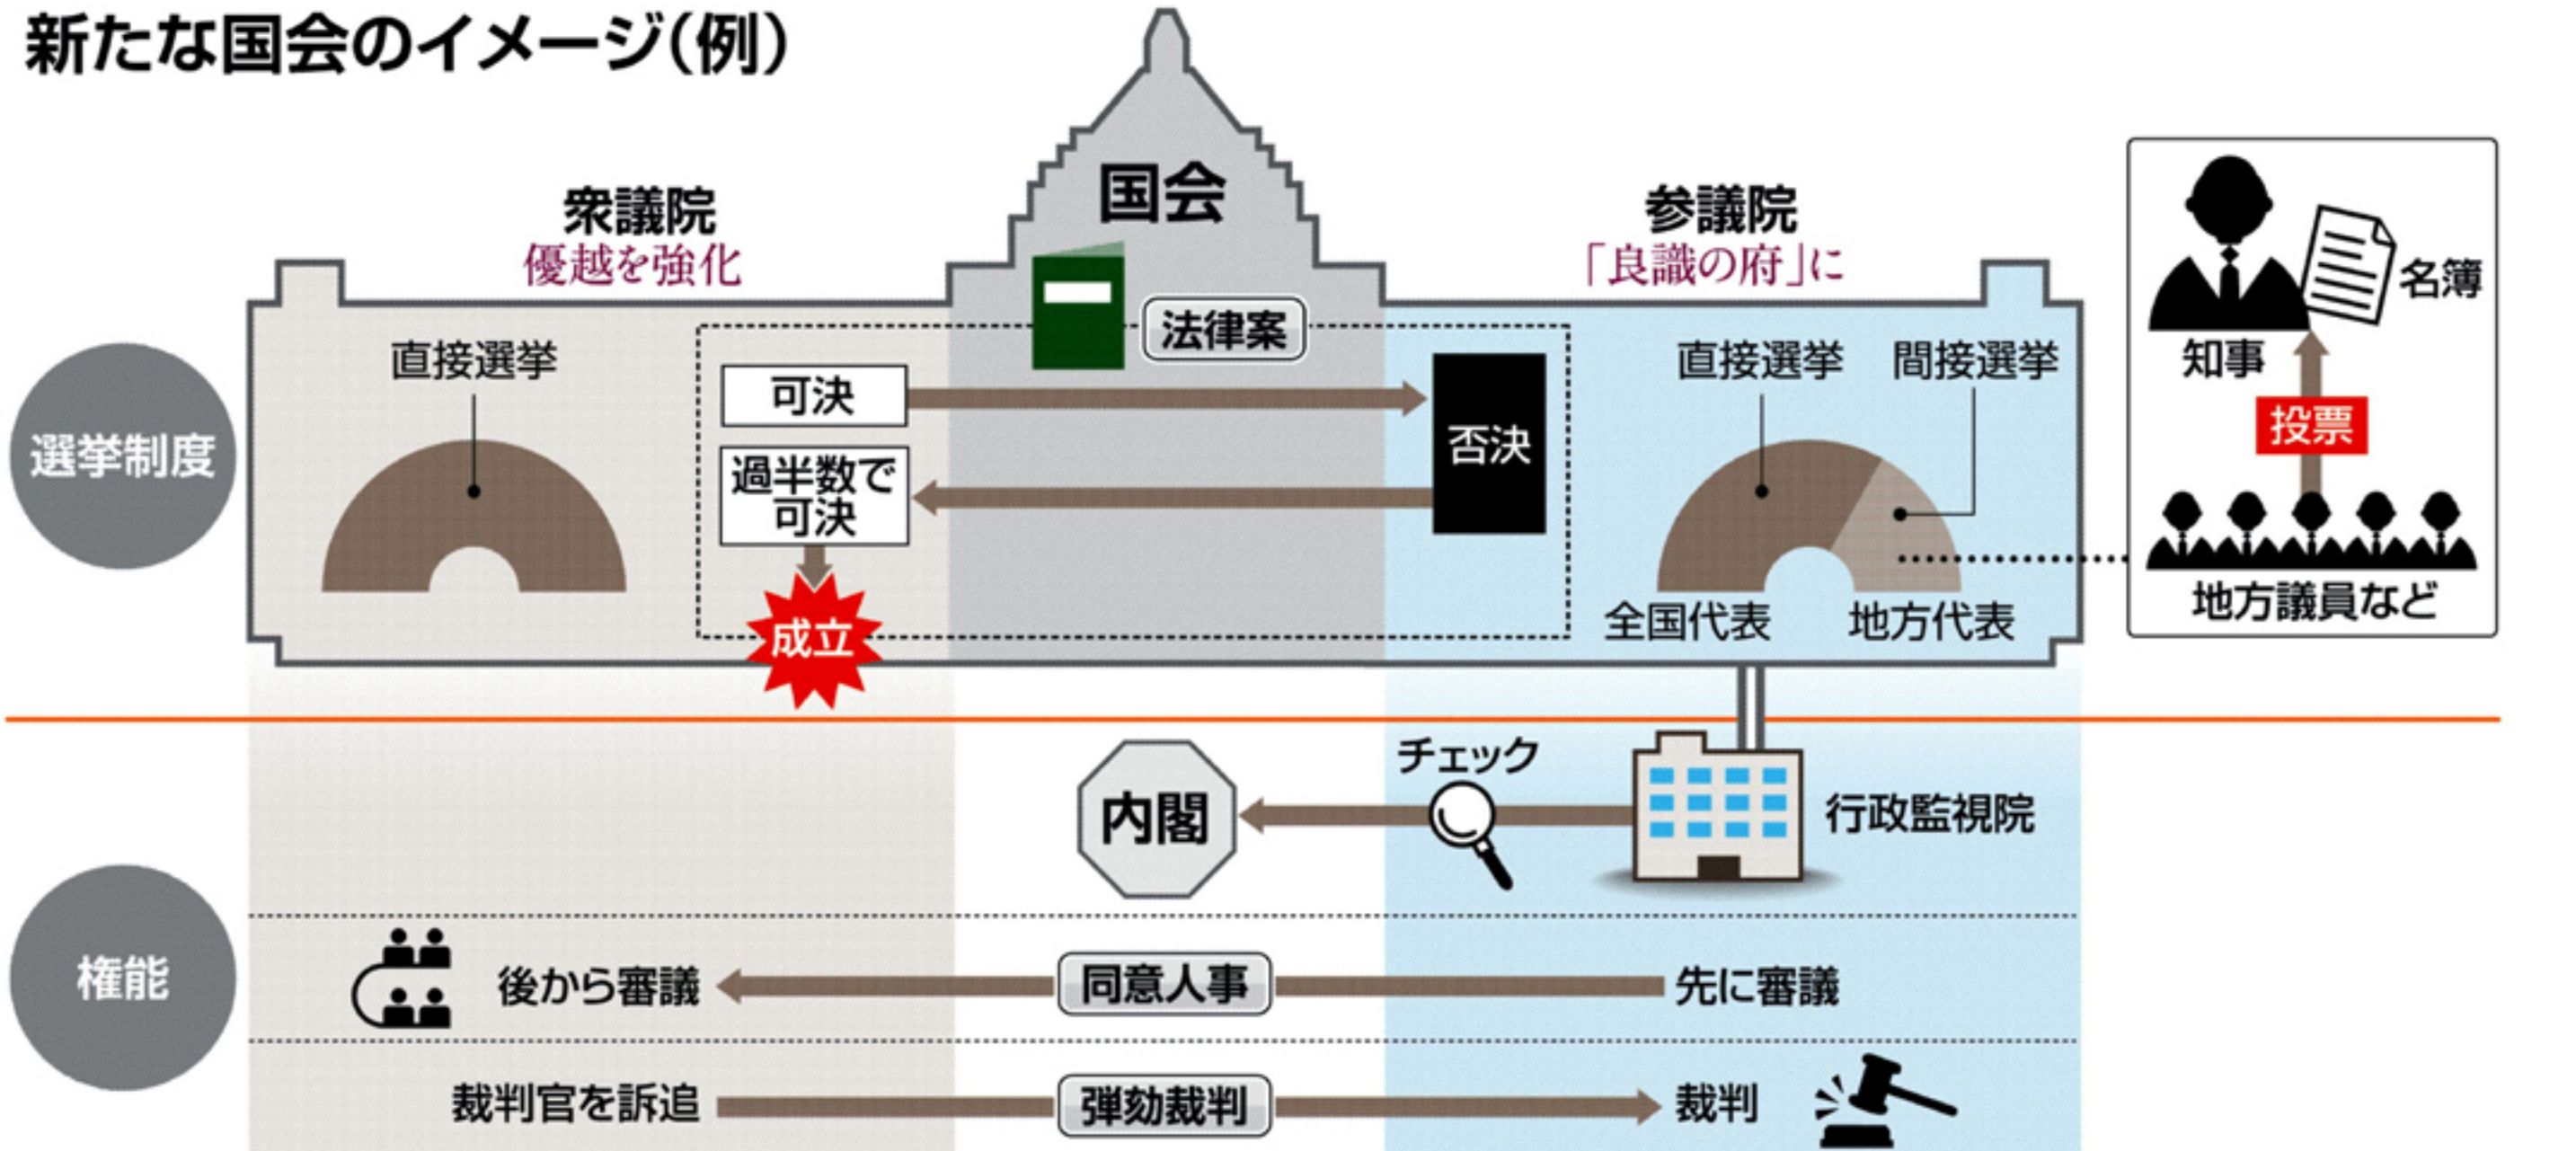 新たな国会のイメージ（例）
国会
衆議院
優越を強化
参議院
「良識の府」に
選挙制度
直接選挙
法律案
可決
否決
過半数で
可決
成立
直接選挙
間接選挙
全国代表
地方代表
名簿
知事
投票
地方議員など
権能
内閣
チェック
行政監視院
後から審議
同意人事
先に審議
裁判官を訴追
弾劾裁判
裁判